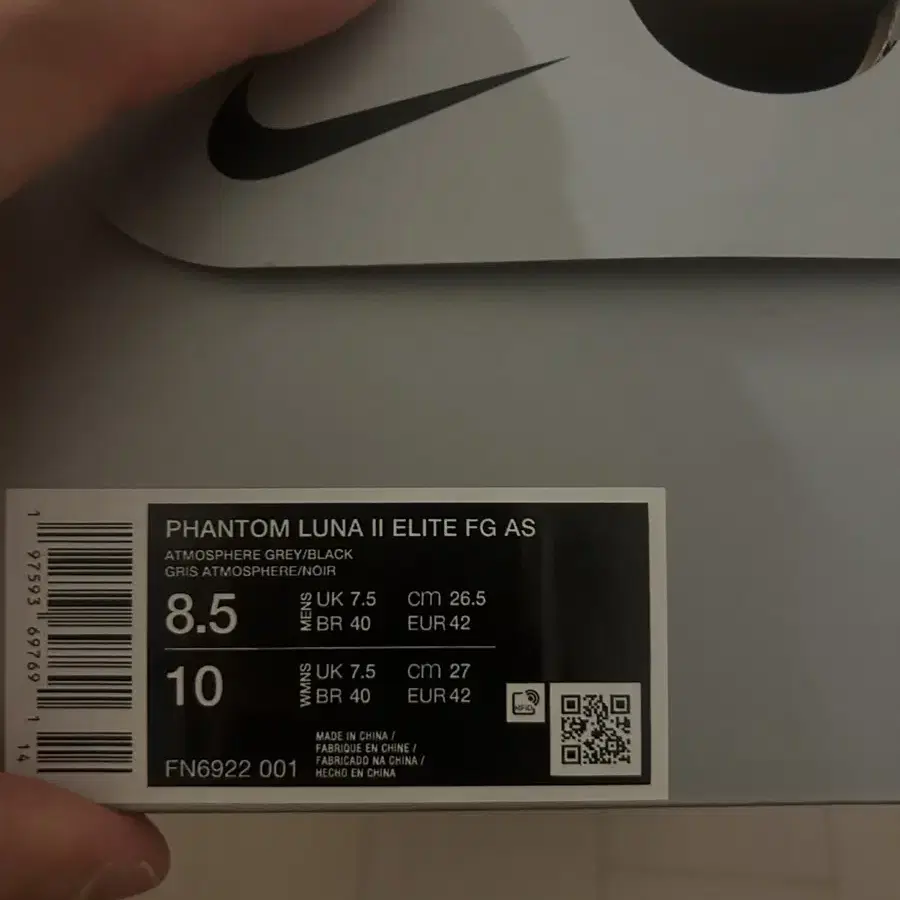 PHANTOM LUNA II ELITE FG AS
ATMOSPHERE GREY/BLACK
GRIS ATMOSPHERE/NOIR
8.5 MENS UK 7.5 cm 26.5
BR 40 EUR 42
10 WMNS UK 7.5 cm 27
BR 40 EUR 42
MADE IN CHINA /
FABRIQUE EN CHINE /
FABRICADO NA CHINA /
HECHO EN CHINA
FN6922 001
RFID
1 97593 69769 1 14